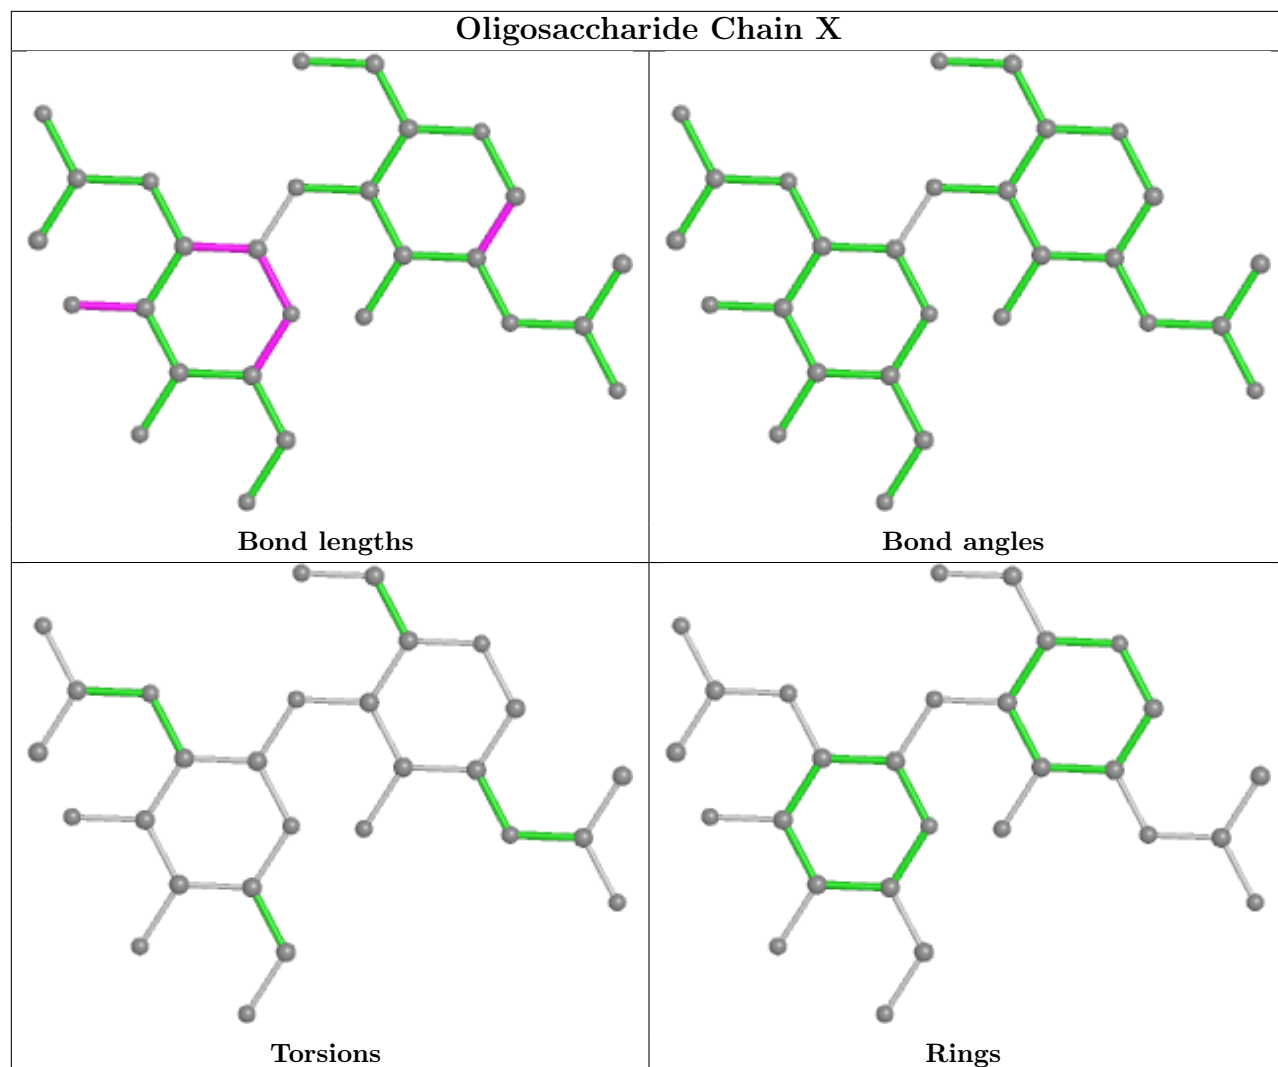 Oligosaccharide Chain X
Bond lengths
Bond angles
Torsions
Rings